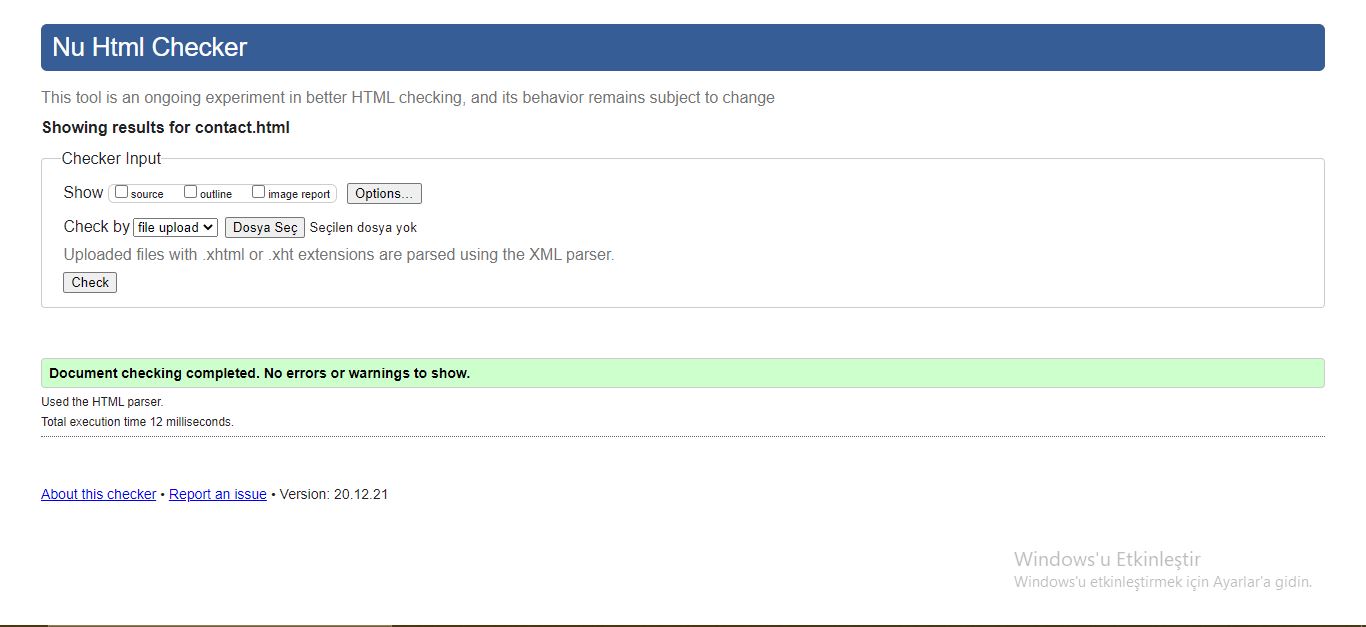 Nu Html Checker
This tool is an ongoing experiment in better HTML checking, and its behavior remains subject to change
Showing results for contact.html
Checker Input
Show source outline image report Options...
Check by file upload Dosya Seç Seçilen dosya yok
Uploaded files with .xhtml or .xht extensions are parsed using the XML parser.
Check
Document checking completed. No errors or warnings to show.
Used the HTML parser.
Total execution time 12 milliseconds.
About this checker • Report an issue • Version: 20.12.21
Windows'u Etkinleştir
Windows'u etkinleştirmek için Ayarlar'a gidin.